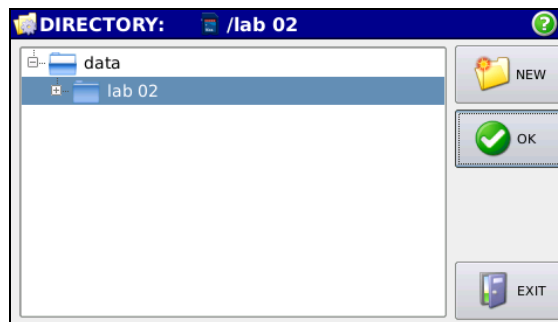 DIRECTORY: /lab 02
data
NEW
lab 02
OK
EXIT